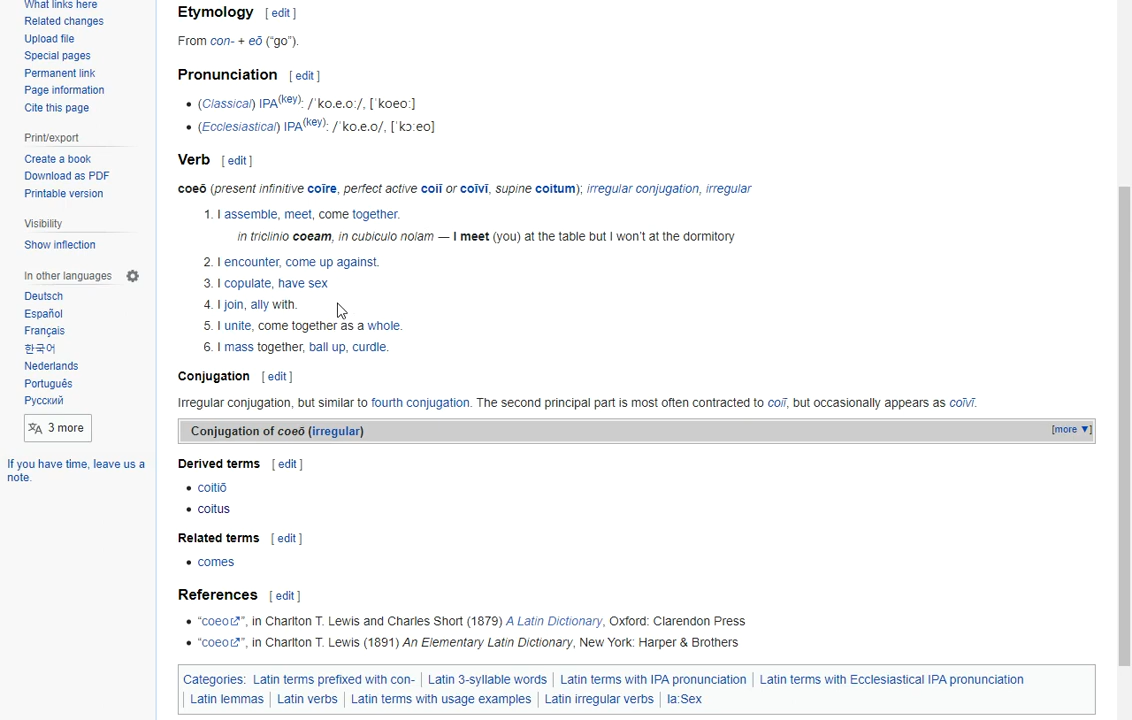 What links here
Related changes
Upload file
Special pages
Permanent link
Page information
Cite this page
Print/export
Create a book
Download as PDF
Printable version
Visibility
Show inflection
In other languages
Deutsch
Español
Français
한국어
Nederlands
Português
Русский
3 more
If you have time, leave us a
note.
Etymology [ edit ]
From con- + eō (“go”).
Pronunciation [ edit ]
• (Classical) IPA(key): /ˈko.e.oː/, [ˈkoeoː]
• (Ecclesiastical) IPA(key): /ˈko.e.o/, [ˈkɔːeo]
Verb [ edit ]
coeō (present infinitive coīre, perfect active coiī or coīvī, supine coitum); irregular conjugation, irregular
1. I assemble, meet, come together.
in triclinio coeam, in cubiculo nolam — I meet (you) at the table but I won’t at the dormitory
2. I encounter, come up against.
3. I copulate, have sex
4. I join, ally with.
5. I unite, come together as a whole.
6. I mass together, ball up, curdle.
Conjugation [ edit ]
Irregular conjugation, but similar to fourth conjugation. The second principal part is most often contracted to coiī, but occasionally appears as coīvī.
Conjugation of coeō (irregular) [more ▼]
Derived terms [ edit ]
• coitiō
• coitus
Related terms [ edit ]
• comes
References [ edit ]
• “coeo”, in Charlton T. Lewis and Charles Short (1879) A Latin Dictionary, Oxford: Clarendon Press
• “coeo”, in Charlton T. Lewis (1891) An Elementary Latin Dictionary, New York: Harper & Brothers
Categories: Latin terms prefixed with con- | Latin 3-syllable words | Latin terms with IPA pronunciation | Latin terms with Ecclesiastical IPA pronunciation
| Latin lemmas | Latin verbs | Latin terms with usage examples | Latin irregular verbs | la:Sex